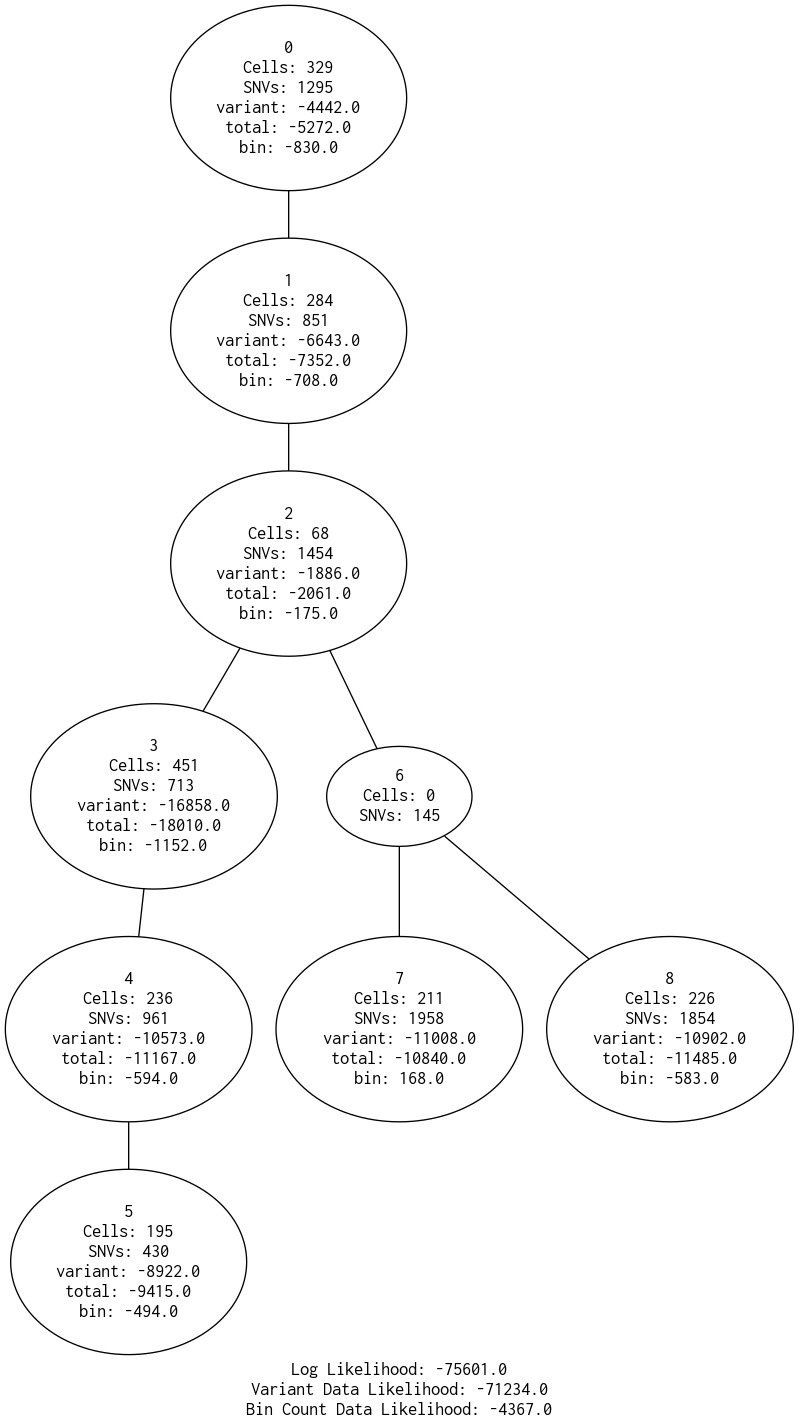 0
Cells: 329
SNVs: 1295
variant: -4442.0
total: -5272.0
bin: -830.0
1
Cells: 284
SNVs: 851
variant: -6643.0
total: -7352.0
bin: -708.0
2
Cells: 68
SNVs: 1454
variant: -1886.0
total: -2061.0
bin: -175.0
3
Cells: 451
SNVs: 713
variant: -16858.0
total: -18010.0
bin: -1152.0
6
Cells: 0
SNVs: 145
4
Cells: 236
SNVs: 961
variant: -10573.0
total: -11167.0
bin: -594.0
7
Cells: 211
SNVs: 1958
variant: -11008.0
total: -10840.0
bin: 168.0
8
Cells: 226
SNVs: 1854
variant: -10902.0
total: -11485.0
bin: -583.0
5
Cells: 195
SNVs: 430
variant: -8922.0
total: -9415.0
bin: -494.0
Log Likelihood: -75601.0
Variant Data Likelihood: -71234.0
Bin Count Data Likelihood: -4367.0